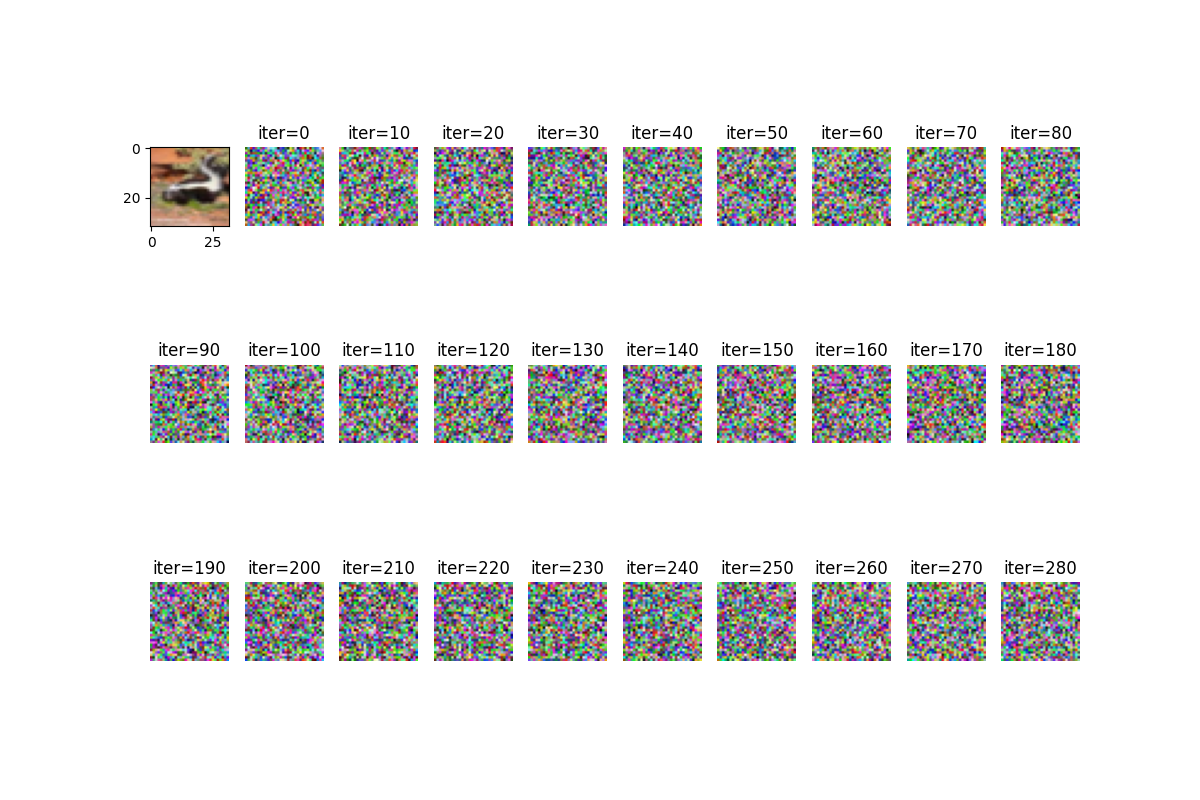 iter=0 iter=10 iter=20 iter=30 iter=40 iter=50 iter=60 iter=70 iter=80
0
20
0 25
iter=90 iter=100 iter=110 iter=120 iter=130 iter=140 iter=150 iter=160 iter=170 iter=180
iter=190 iter=200 iter=210 iter=220 iter=230 iter=240 iter=250 iter=260 iter=270 iter=280